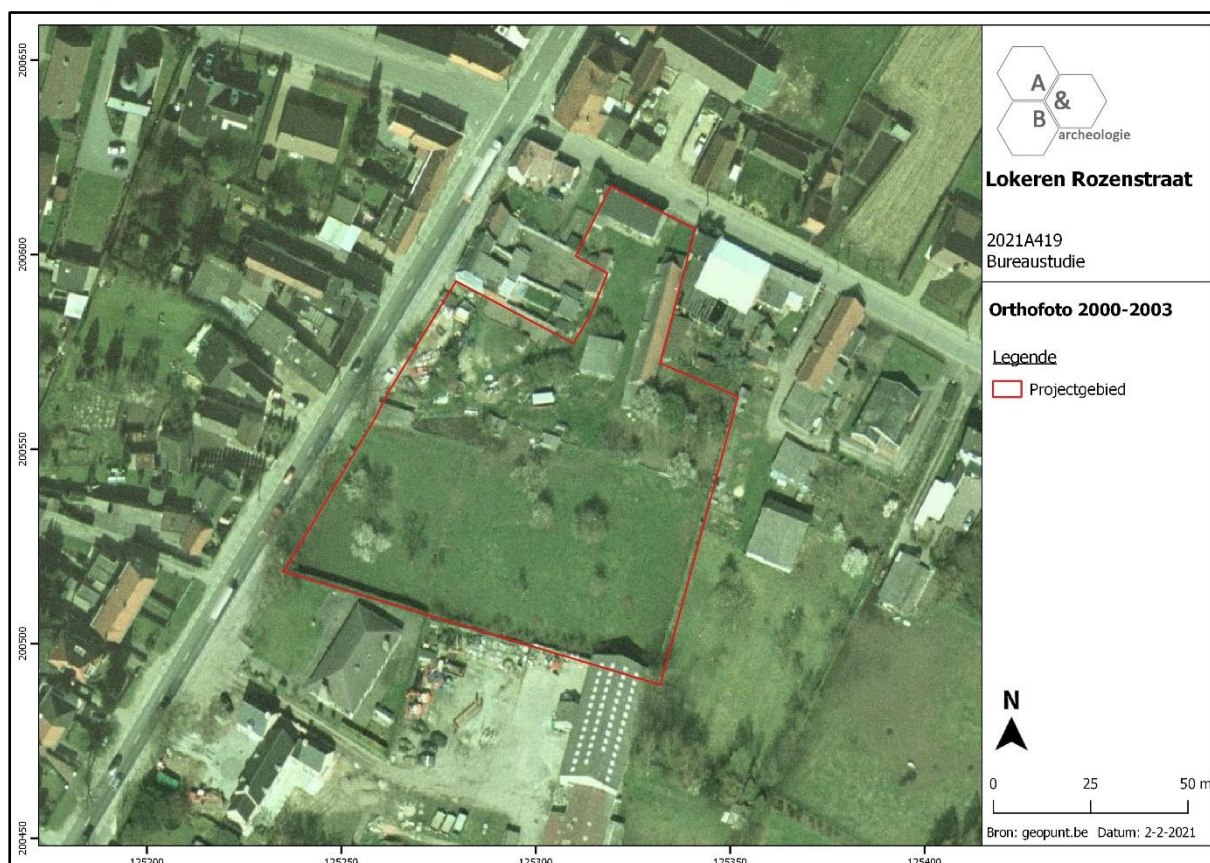 A
&
B
archeologie
Lokeren Rozenstraat
2021A419
Bureaustudie
Orthofoto 2000-2003
Legende
Projectgebied
N
0 25 50 m
Bron: geopunt.be Datum: 2-2-2021
200650
200600
200550
200500
200450
125200 125250 125300 125350 125400